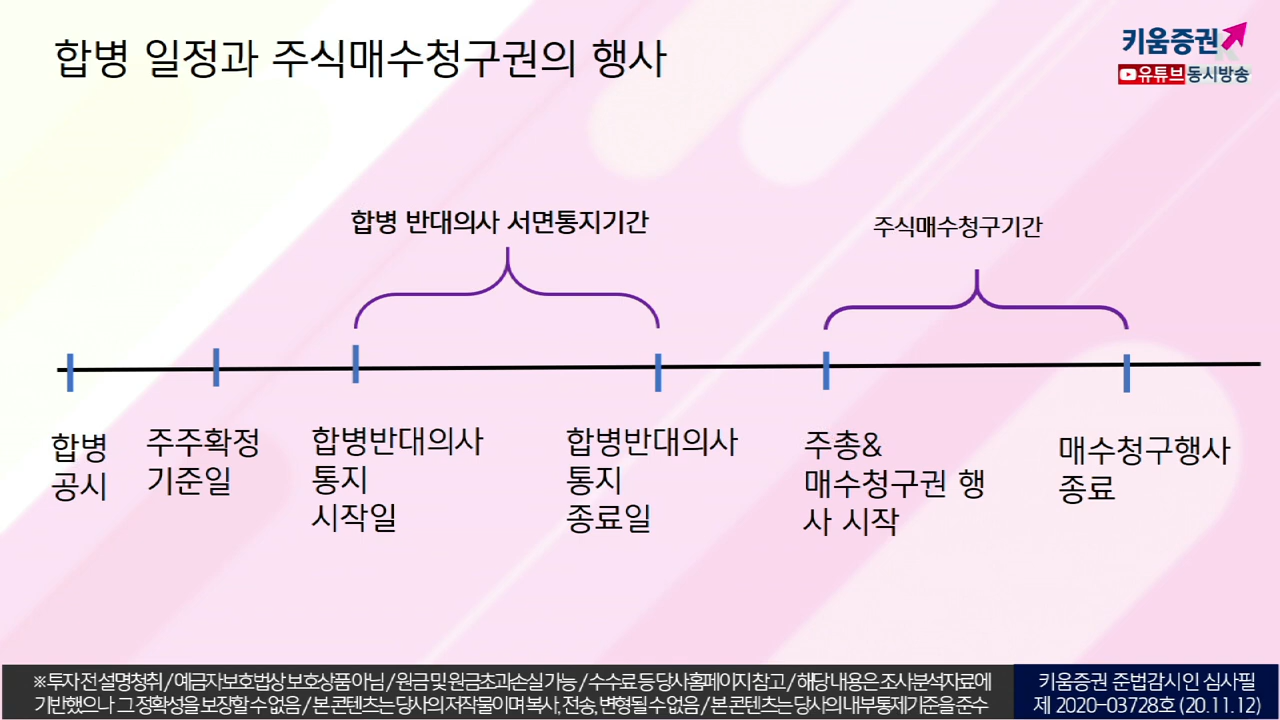 합병 일정과 주식매수청구권의 행사
키움증권
유튜브 동시방송
합병 반대의사 서면통지기간
주식매수청구기간
합병
공시
주주확정
기준일
합병반대의사
통지
시작일
합병반대의사
통지
종료일
주총&
매수청구권 행
사 시작
매수청구행사
종료
※투자 전 설명청취 / 예금자보호법상 보호상품 아님 / 원금 및 원금초과손실 가능 / 수수료 등 당사홈페이지 참고 / 해당 내용은 조사분석자료에
기반했으나 그 정확성을 보장할 수 없음 / 본 콘텐츠는 당사의 저작물이며 복사, 전송, 변형될 수 없음 / 본 콘텐츠는 당사의 내부통제기준을 준수
키움증권 준법감시인 심사필
제 2020-03728호 (20.11.12)